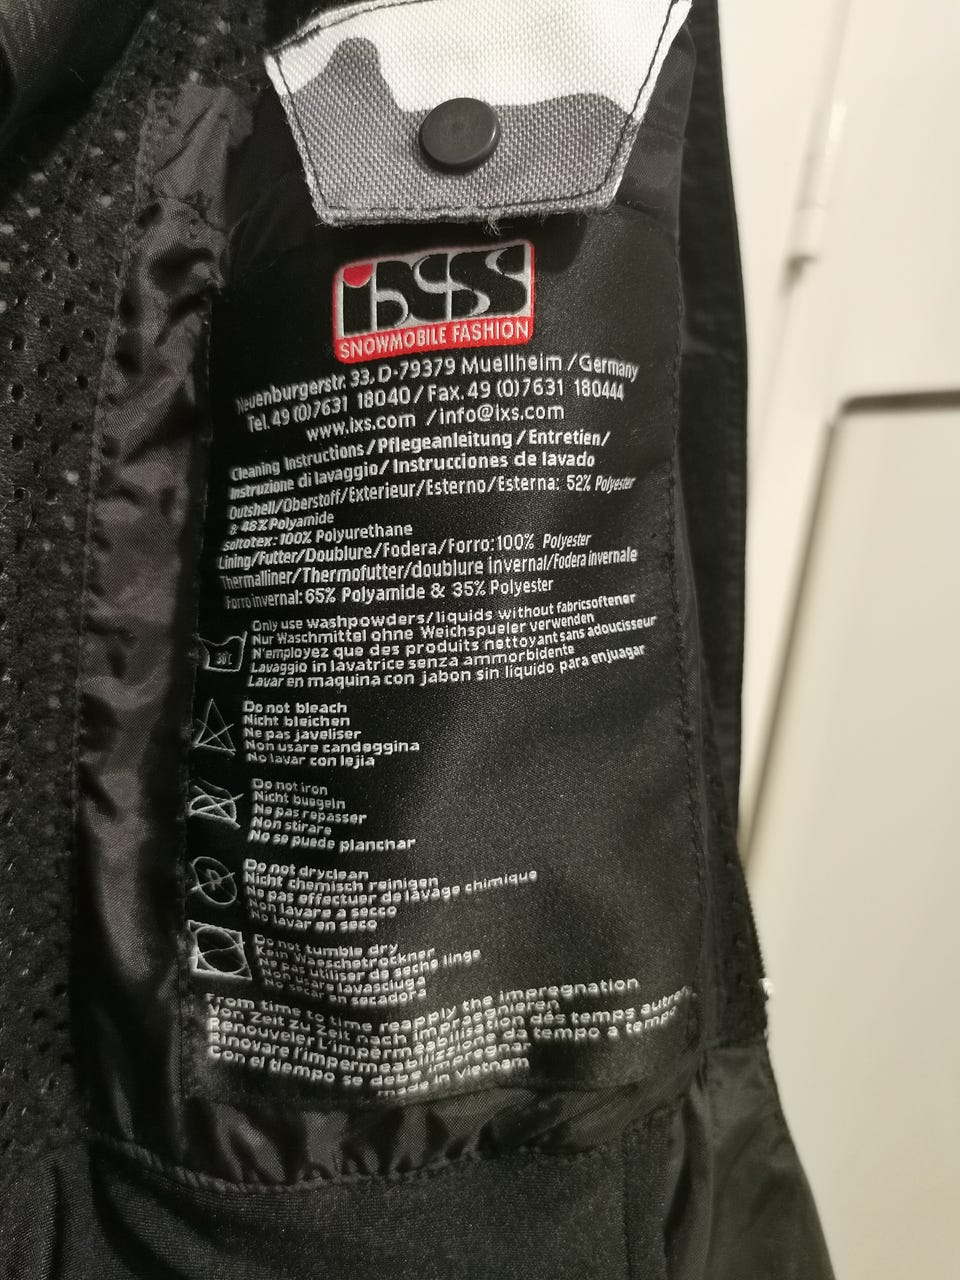 iXSS
SNOWMOBILE FASHION
Neuenburgerstr. 33, D-79379 Muellheim /Germany
Tel. 49 (0)7631 18040 / Fax. 49 (0)7631 180444
www.ixs.com /info@ixs.com
Cleaning Instructions/Pflegeanleitung/Entretien/
Instruzione di lavaggio/ Instrucciones de lavado
Outshell/Oberstoff/Exterieur/Esterno/Esterna: 52% Polyester
& 48% Polyamide
soltotex: 100% Polyurethane
Lining/Futter/Doublure/Fodera/Forro:100% Polyester
Thermalliner/Thermofutter/doublure invernal/Fodera invernale
Forro invernal: 65% Polyamide & 35% Polyester
30°C
Only use washpowders/liquids without fabricsoftener
Nur Waschmittel ohne Weichspueler verwenden
N'employez que des produits nettoyant sans adoucisseur
Lavaggio in lavatrice senza ammorbidente
Lavar en maquina con jabon sin liquido para enjuagar
Do not bleach
Nicht bleichen
Ne pas javeliser
Non usare candeggina
No lavar con lejia
Do not iron
Nicht buegeln
Ne pas repasser
Non stirare
No se puede planchar
Do not dryclean
Nicht chemisch reinigen
Ne pas effectuer de lavage chimique
Non lavare a secco
No lavar en seco
Do not tumble dry
Kein Waeschetrockner
Ne pas utiliser de seche linge
Non usare lavasciuga
No secar en secadora
From time to time reapply the impregnation
Von Zeit zu Zeit nach impraegnieren
Renouveler L'imperméabilisation dés temps autren
Rinovare l'impermeabilizzione da tempo a tempo
Con el tiempo se debe impregnar
made in Vietnam